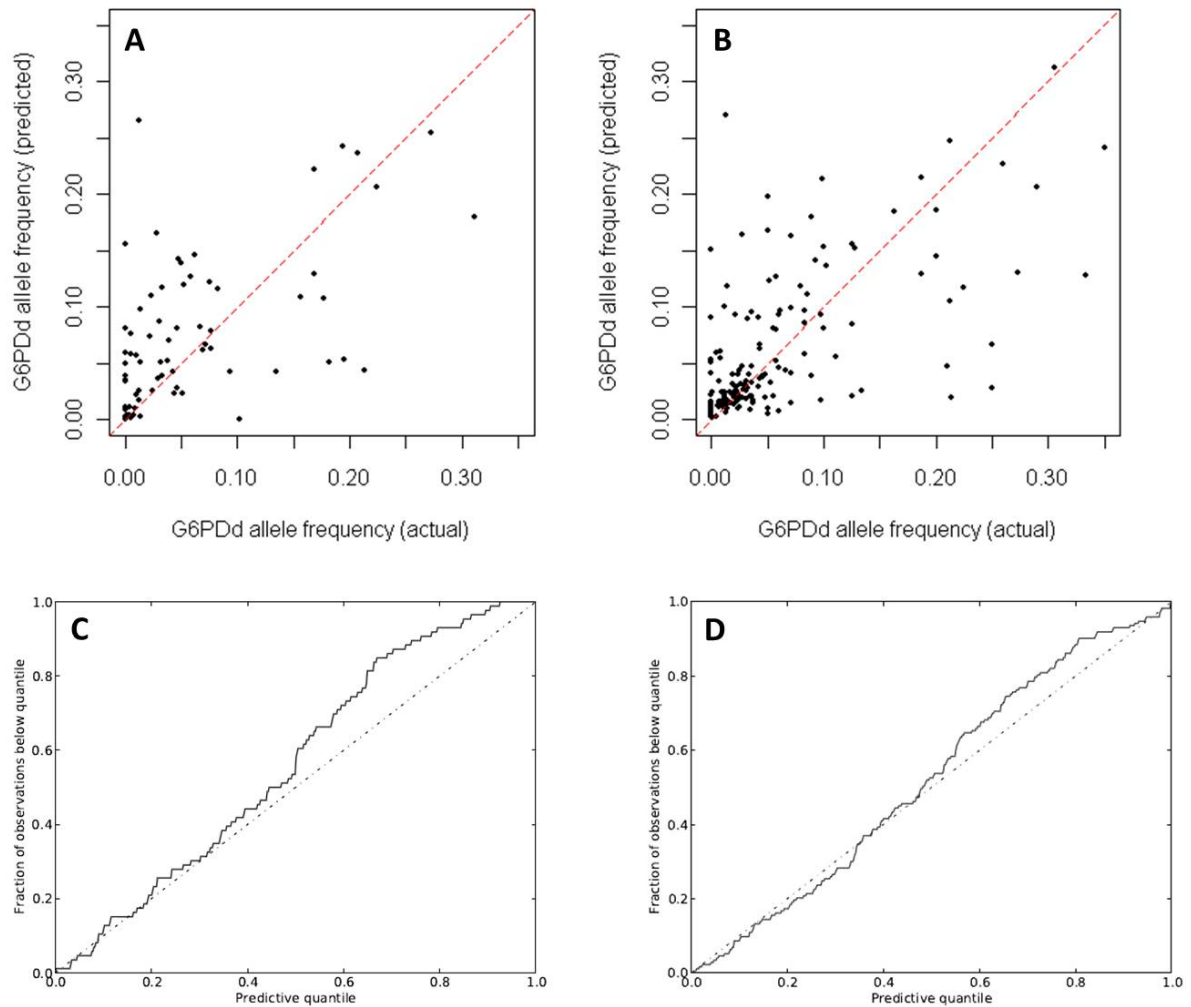 A
G6PDd allele frequency (predicted)
0.30
0.20
0.10
0.00
0.00 0.10 0.20 0.30
G6PDd allele frequency (actual)
B
G6PDd allele frequency (predicted)
0.30
0.20
0.10
0.00
0.00 0.10 0.20 0.30
G6PDd allele frequency (actual)
C
Fraction of observations below quantile
1.0
0.8
0.6
0.4
0.2
0.0
0.0 0.2 0.4 0.6 0.8 1.0
Predictive quantile
D
Fraction of observations below quantile
1.0
0.8
0.6
0.4
0.2
0.0
0.0 0.2 0.4 0.6 0.8 1.0
Predictive quantile